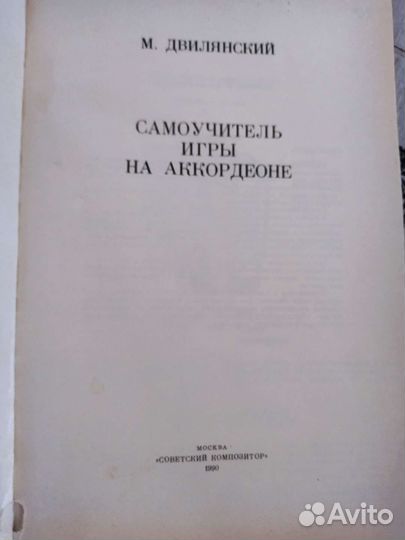 М. ДВИЛЯНСКИЙ
САМОУЧИТЕЛЬ
ИГРЫ
НА АККОРДЕОНЕ
МОСКВА
«СОВЕТСКИЙ КОМПОЗИТОР»
1990
Avito